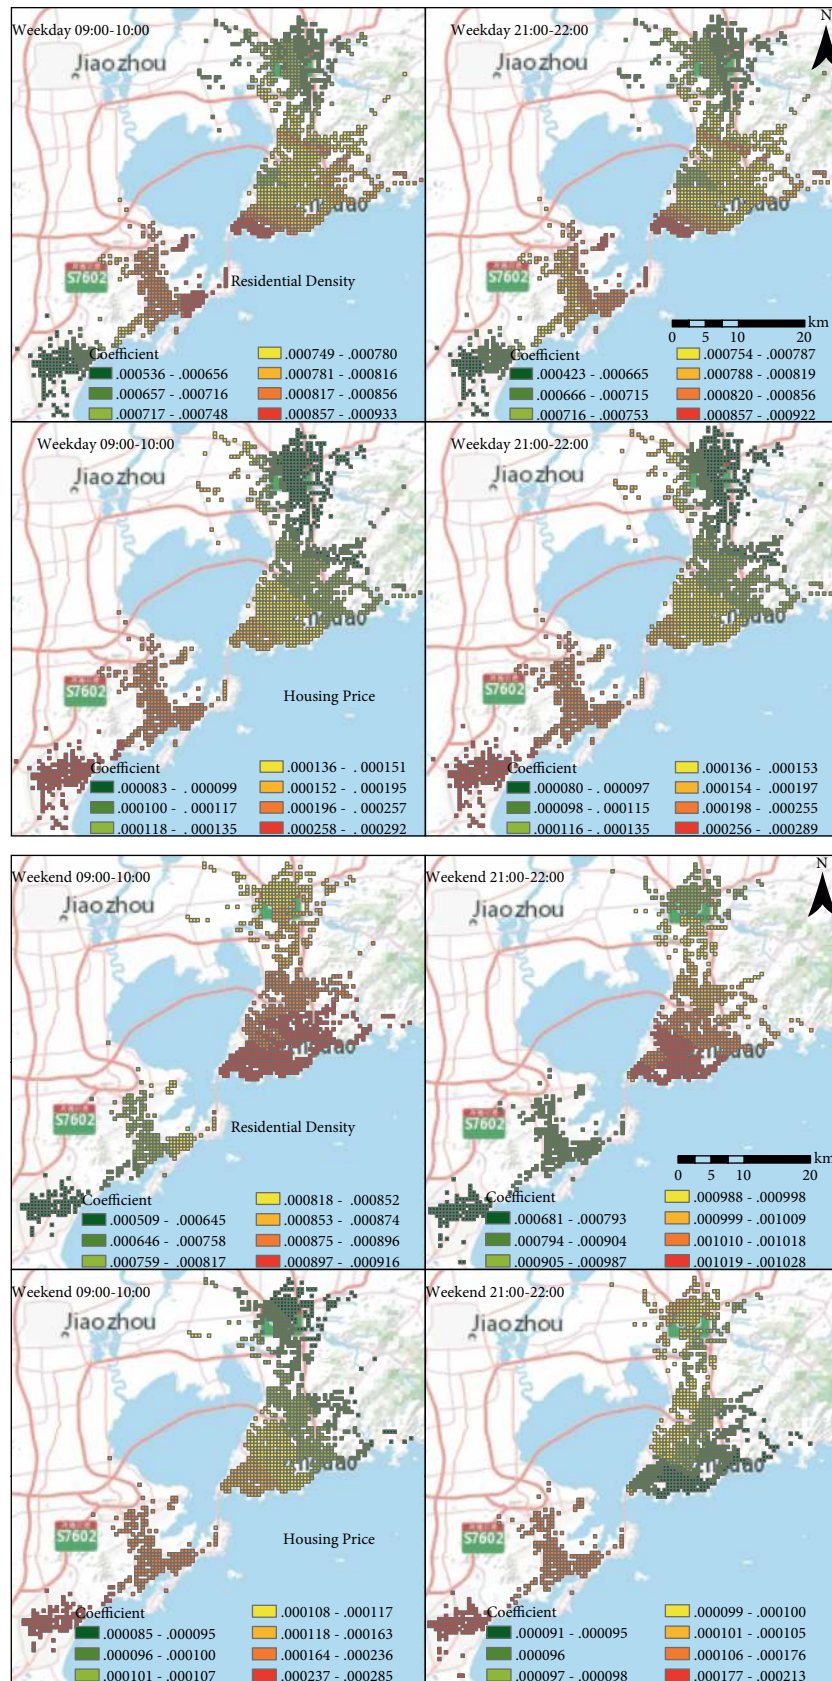 Weekday 09:00-10:00
Jiaozhou
S7602
Residential Density
Coefficient
.000536 - .000656
.000657 - .000716
.000717 - .000748
.000749 - .000780
.000781 - .000816
.000817 - .000856
.000857 - .000933
Weekday 21:00-22:00
N
Jiaozhou
S7602
km
0 5 10 20
Coefficient
.000423 - .000665
.000666 - .000715
.000716 - .000753
.000754 - .000787
.000788 - .000819
.000820 - .000856
.000857 - .000922
Weekday 09:00-10:00
Jiaozhou
S7602
Housing Price
Coefficient
.000083 - .000099
.000100 - .000117
.000118 - .000135
.000136 - .000151
.000152 - .000195
.000196 - .000257
.000258 - .000292
Weekday 21:00-22:00
Jiaozhou
S7602
Coefficient
.000080 - .000097
.000098 - .000115
.000116 - .000135
.000136 - .000153
.000154 - .000197
.000198 - .000255
.000256 - .000289
Weekend 09:00-10:00
Jiaozhou
S7602
Residential Density
Coefficient
.000509 - .000645
.000646 - .000758
.000759 - .000817
.000818 - .000852
.000853 - .000874
.000875 - .000896
.000897 - .000916
Weekend 21:00-22:00
N
Jiaozhou
S7602
km
0 5 10 20
Coefficient
.000681 - .000793
.000794 - .000904
.000905 - .000987
.000988 - .000998
.000999 - .001009
.001010 - .001018
.001019 - .001028
Weekend 09:00-10:00
Jiaozhou
S7602
Housing Price
Coefficient
.000085 - .000095
.000096 - .000100
.000101 - .000107
.000108 - .000117
.000118 - .000163
.000164 - .000236
.000237 - .000285
Weekend 21:00-22:00
Jiaozhou
S7602
Coefficient
.000091 - .000095
.000096
.000097 - .000098
.000099 - .000100
.000101 - .000105
.000106 - .000176
.000177 - .000213